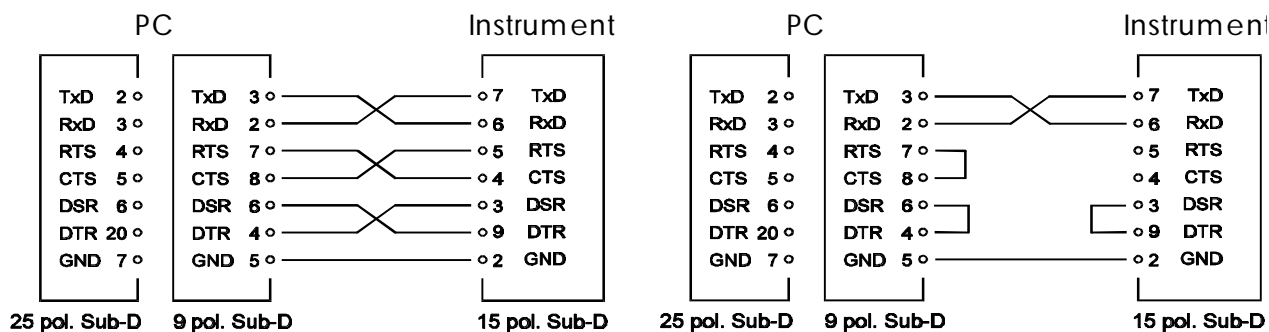 PC Instrument PC Instrument
TxD 2 TxD 3 7 TxD TxD 2 TxD 3 7 TxD
RxD 3 RxD 2 6 RxD RxD 3 RxD 2 6 RxD
RTS 4 RTS 7 5 RTS RTS 4 RTS 7 5 RTS
CTS 5 CTS 8 4 CTS CTS 5 CTS 8 4 CTS
DSR 6 DSR 6 3 DSR DSR 6 DSR 6 3 DSR
DTR 20 DTR 4 9 DTR DTR 20 DTR 4 9 DTR
GND 7 GND 5 2 GND GND 7 GND 5 2 GND
25 pol. Sub-D 9 pol. Sub-D 15 pol. Sub-D 25 pol. Sub-D 9 pol. Sub-D 15 pol. Sub-D